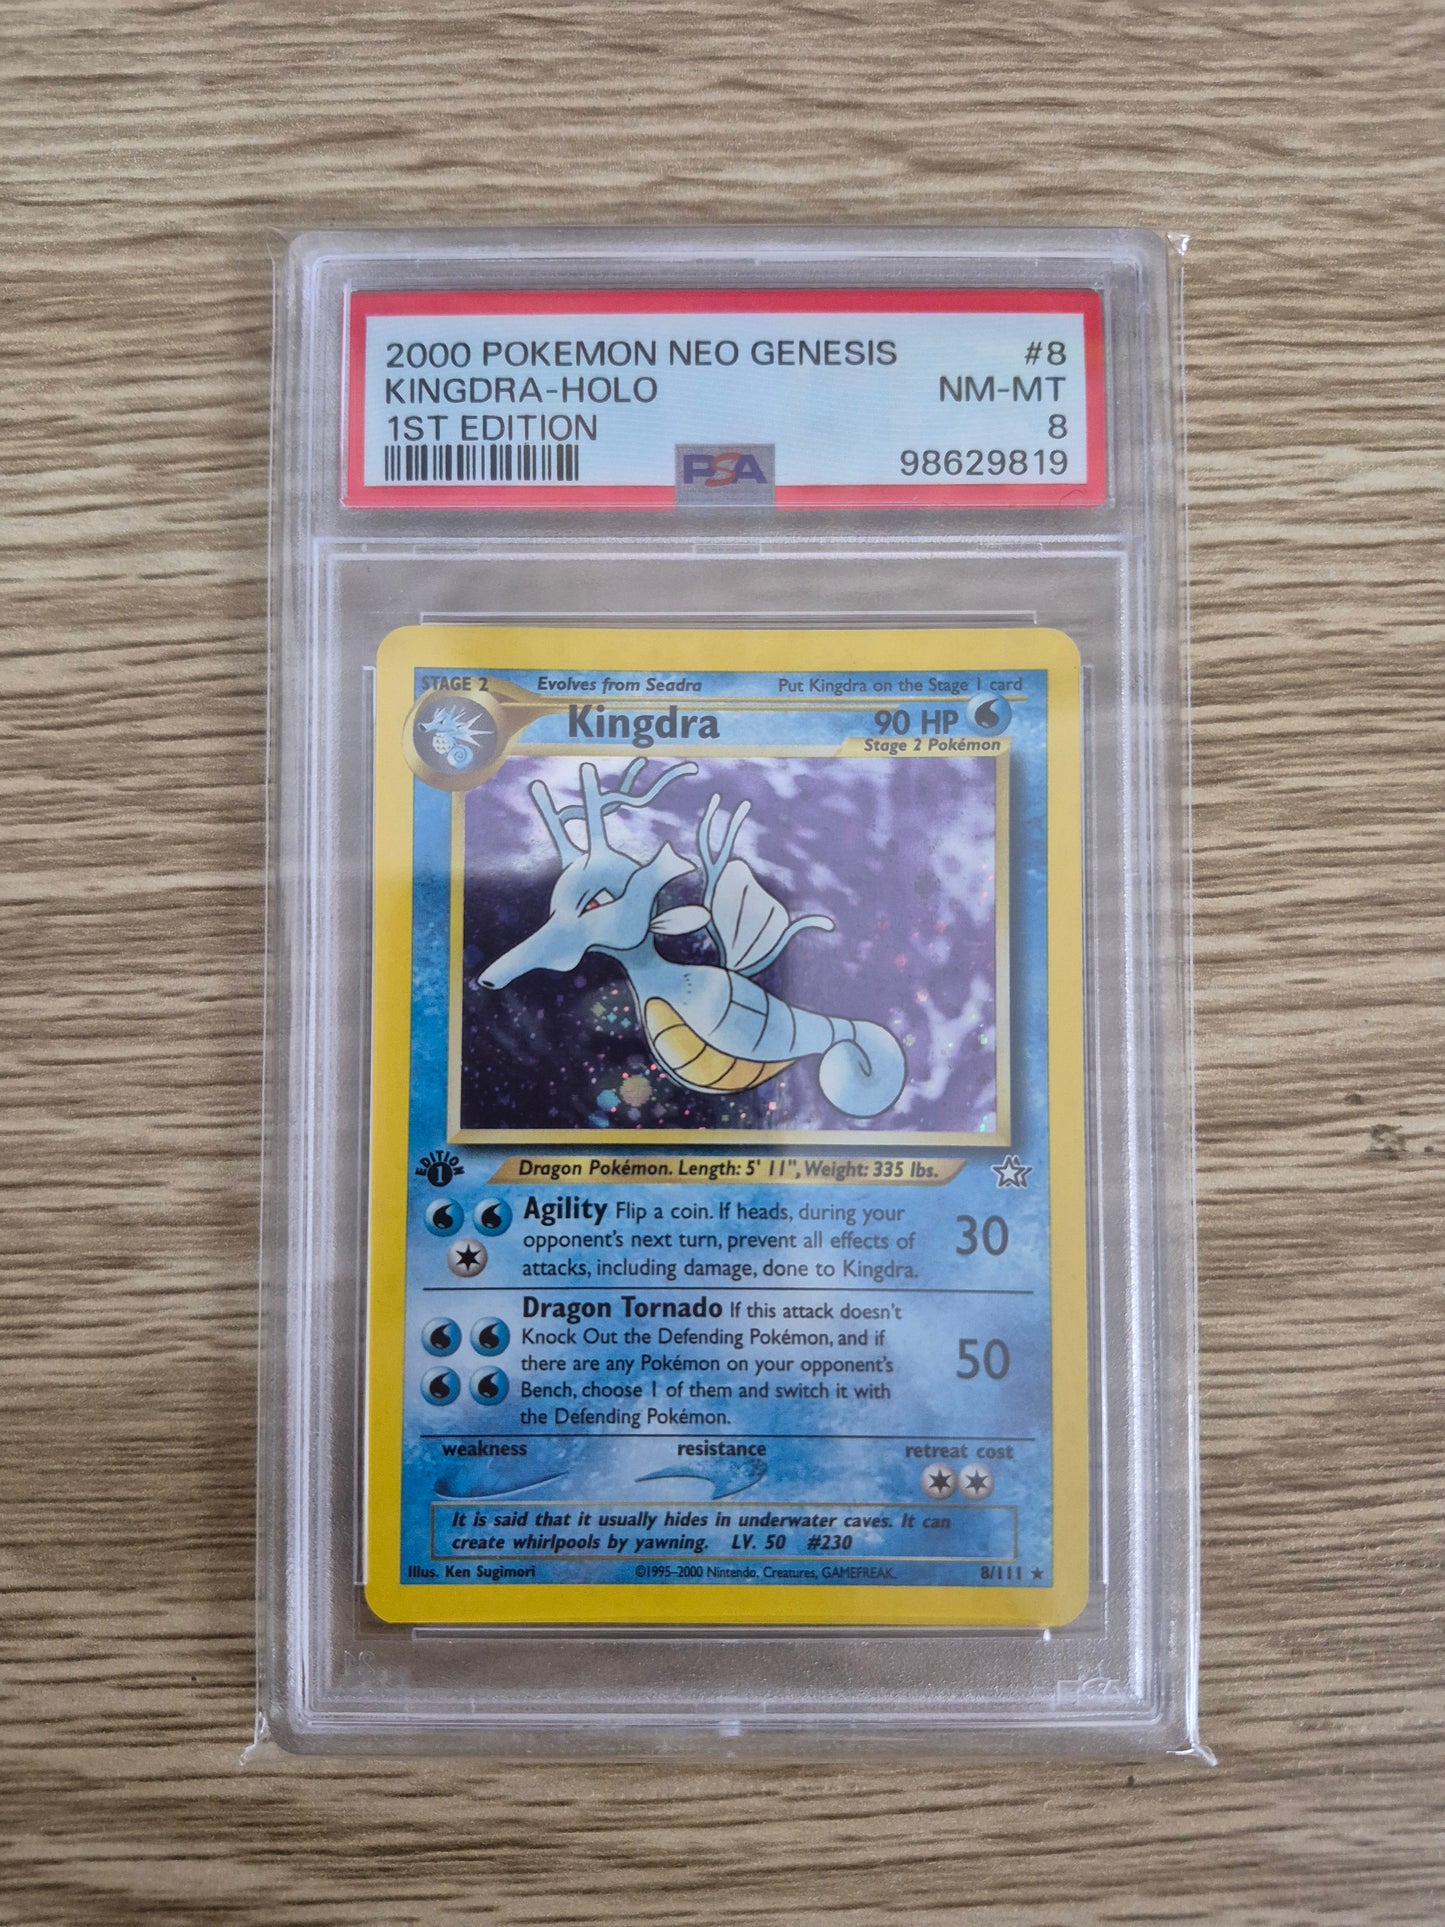 2000 POKEMON NEO GENESIS #8
KINGDRA-HOLO NM-MT
1ST EDITION 8
PSA 98629819
STAGE 2 Evolves from Seadra Put Kingdra on the Stage 1 card
Kingdra 90 HP
Stage 2 Pokémon
EDITION 1
Dragon Pokémon. Length: 5' 11", Weight: 335 lbs.
Agility Flip a coin. If heads, during your
opponent's next turn, prevent all effects of
attacks, including damage, done to Kingdra.
30
Dragon Tornado If this attack doesn't
Knock Out the Defending Pokémon, and if
there are any Pokémon on your opponent's
Bench, choose 1 of them and switch it with
the Defending Pokémon.
50
weakness resistance retreat cost
It is said that it usually hides in underwater caves. It can
create whirlpools by yawning. LV. 50 #230
Illus. Ken Sugimori ©1995–2000 Nintendo, Creatures, GAMEFREAK. 8/111 ★